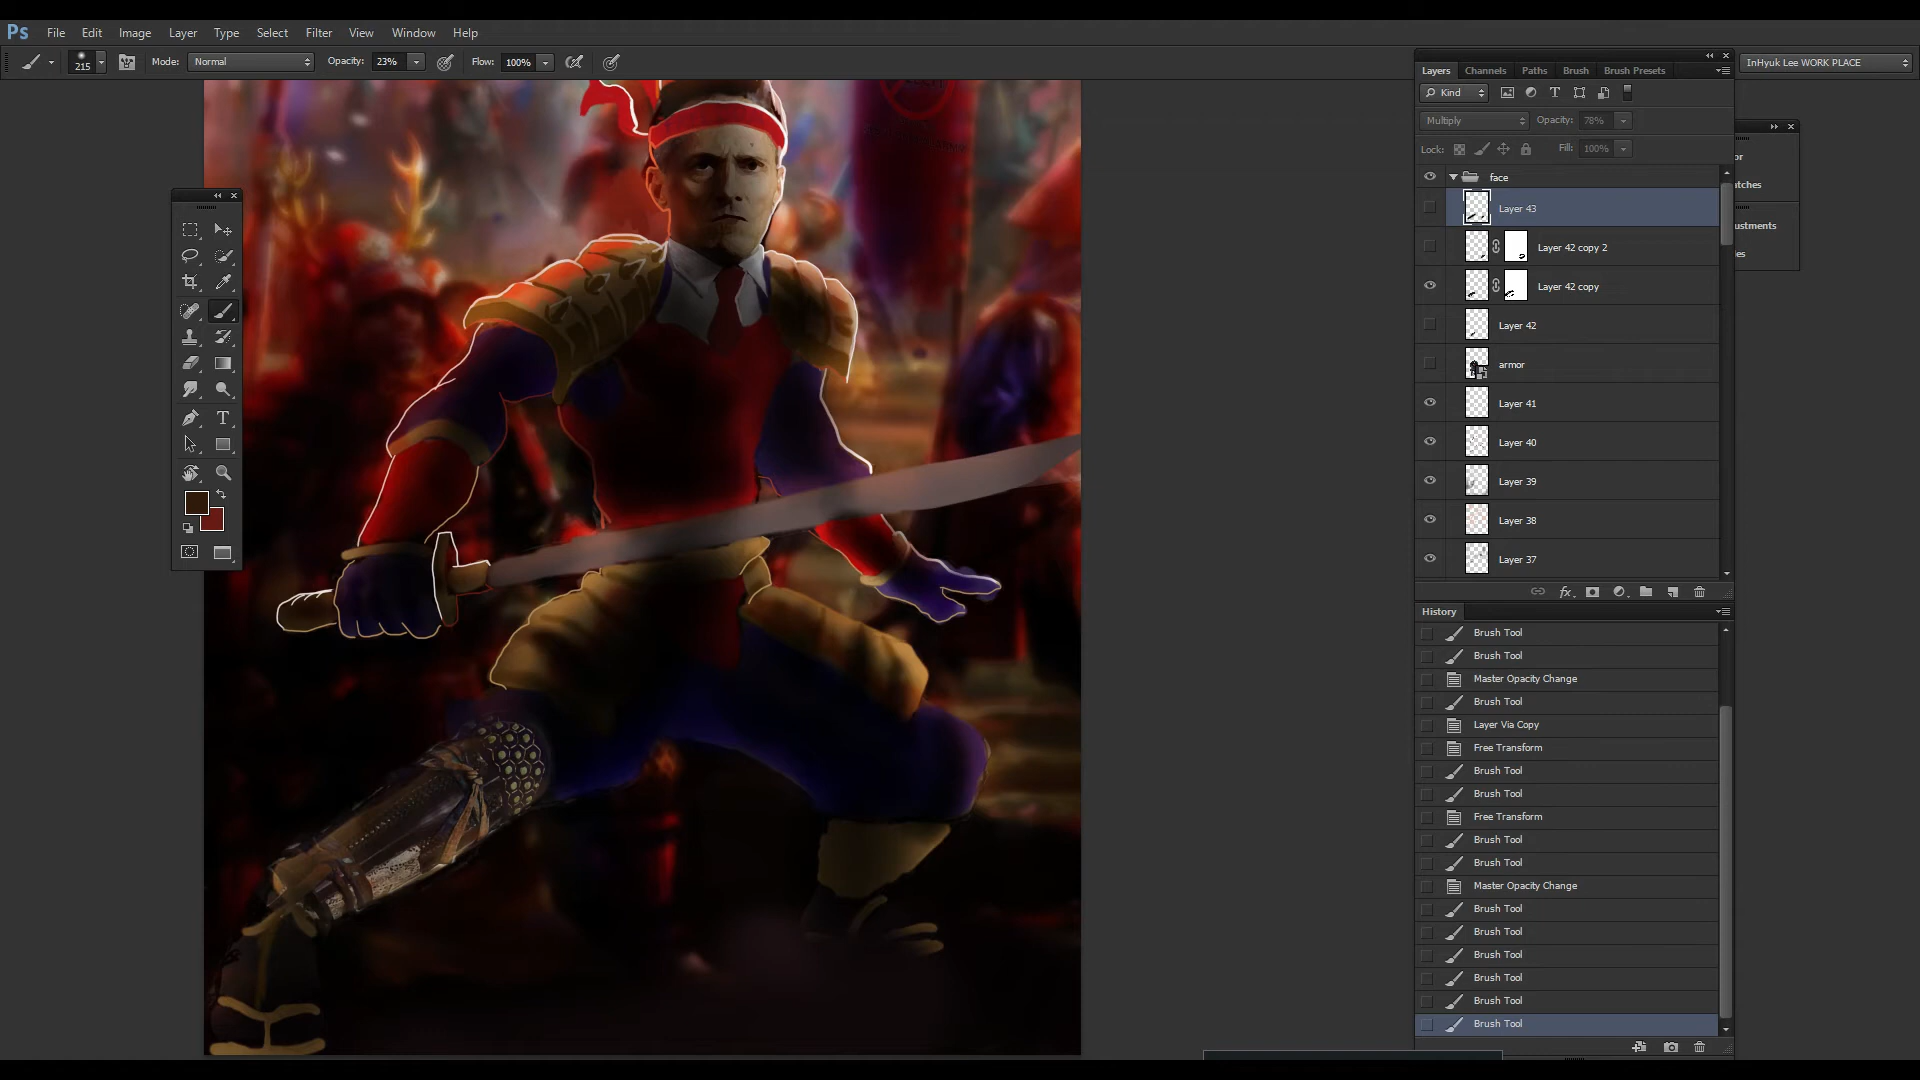 Ps File Edit Image Layer Type Select Filter View Window Help
215 Mode: Normal Opacity: 23% Flow: 100%
InHyuk Lee WORK PLACE
Layers Channels Paths Brush Brush Presets
Kind
Multiply Opacity: 78%
Lock: Fill: 100%
face
Layer 43
Layer 42 copy 2
Layer 42 copy
Layer 42
armor
Layer 41
Layer 40
Layer 39
Layer 38
Layer 37
or
tches
ustments
es
fx
History
Brush Tool
Brush Tool
Master Opacity Change
Brush Tool
Layer Via Copy
Free Transform
Brush Tool
Brush Tool
Free Transform
Brush Tool
Brush Tool
Master Opacity Change
Brush Tool
Brush Tool
Brush Tool
Brush Tool
Brush Tool
Brush Tool